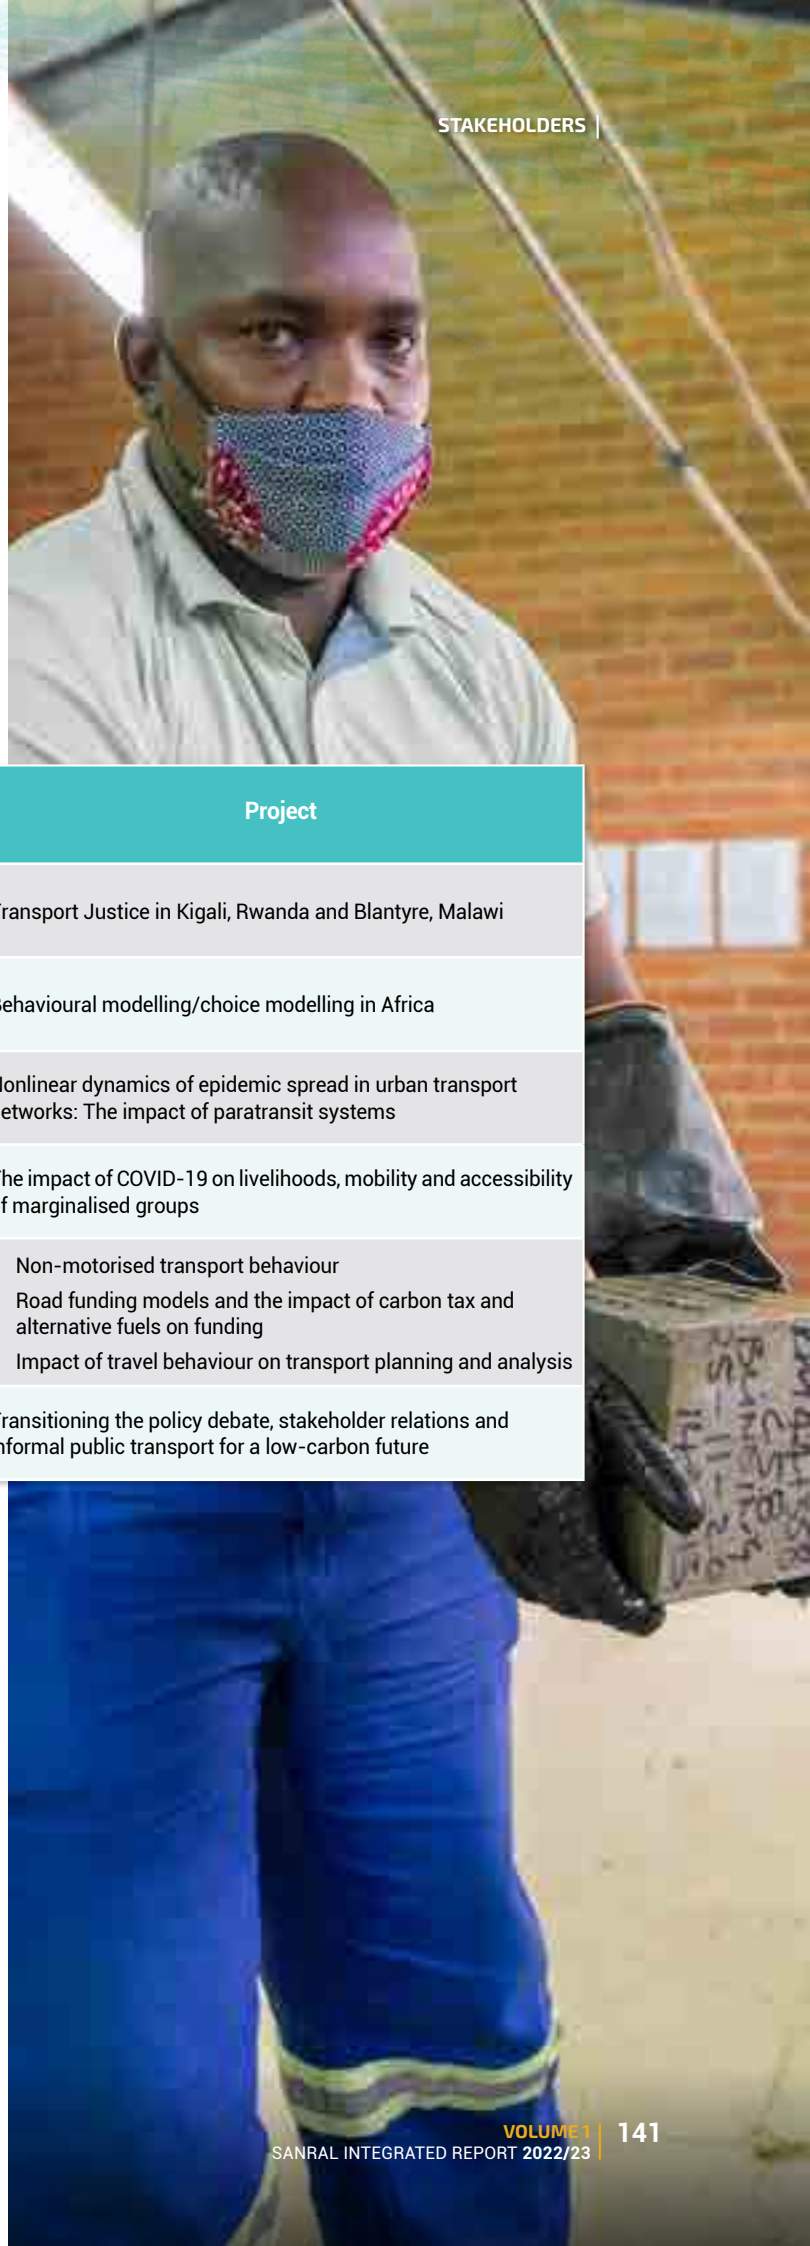 STAKEHOLDERS
Project
ransport Justice in Kigali, Rwanda and Blantyre, Malawi
ehavioural modelling/choice modelling in Africa
onlinear dynamics of epidemic spread in urban transport
etworks: The impact of paratransit systems
he impact of COVID-19 on livelihoods, mobility and accessibility
f marginalised groups
Non-motorised transport behaviour
Road funding models and the impact of carbon tax and
alternative fuels on funding
Impact of travel behaviour on transport planning and analysis
ransitioning the policy debate, stakeholder relations and
nformal public transport for a low-carbon future
VOLUME 1 141
SANRAL INTEGRATED REPORT 2022/23